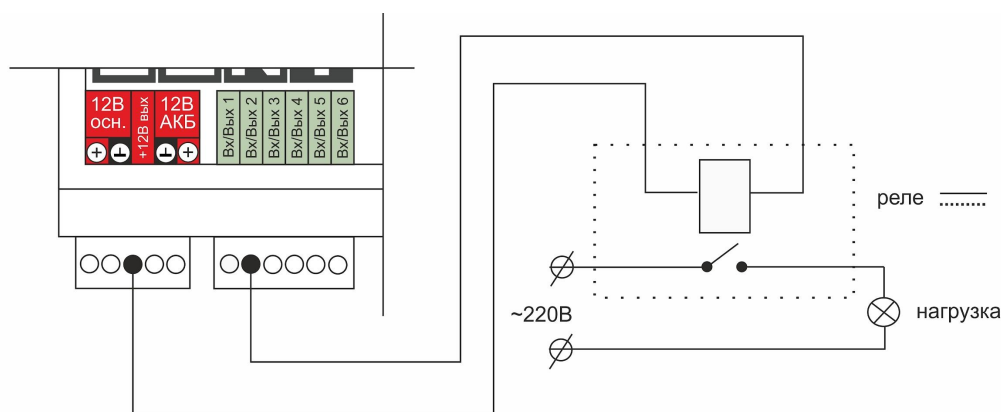 12В
осн.
+12В вых
12В
АКБ
Вх/Вых 1
Вх/Вых 2
Вх/Вых 3
Вх/Вых 4
Вх/Вых 5
Вх/Вых 6
реле
~220В
нагрузка